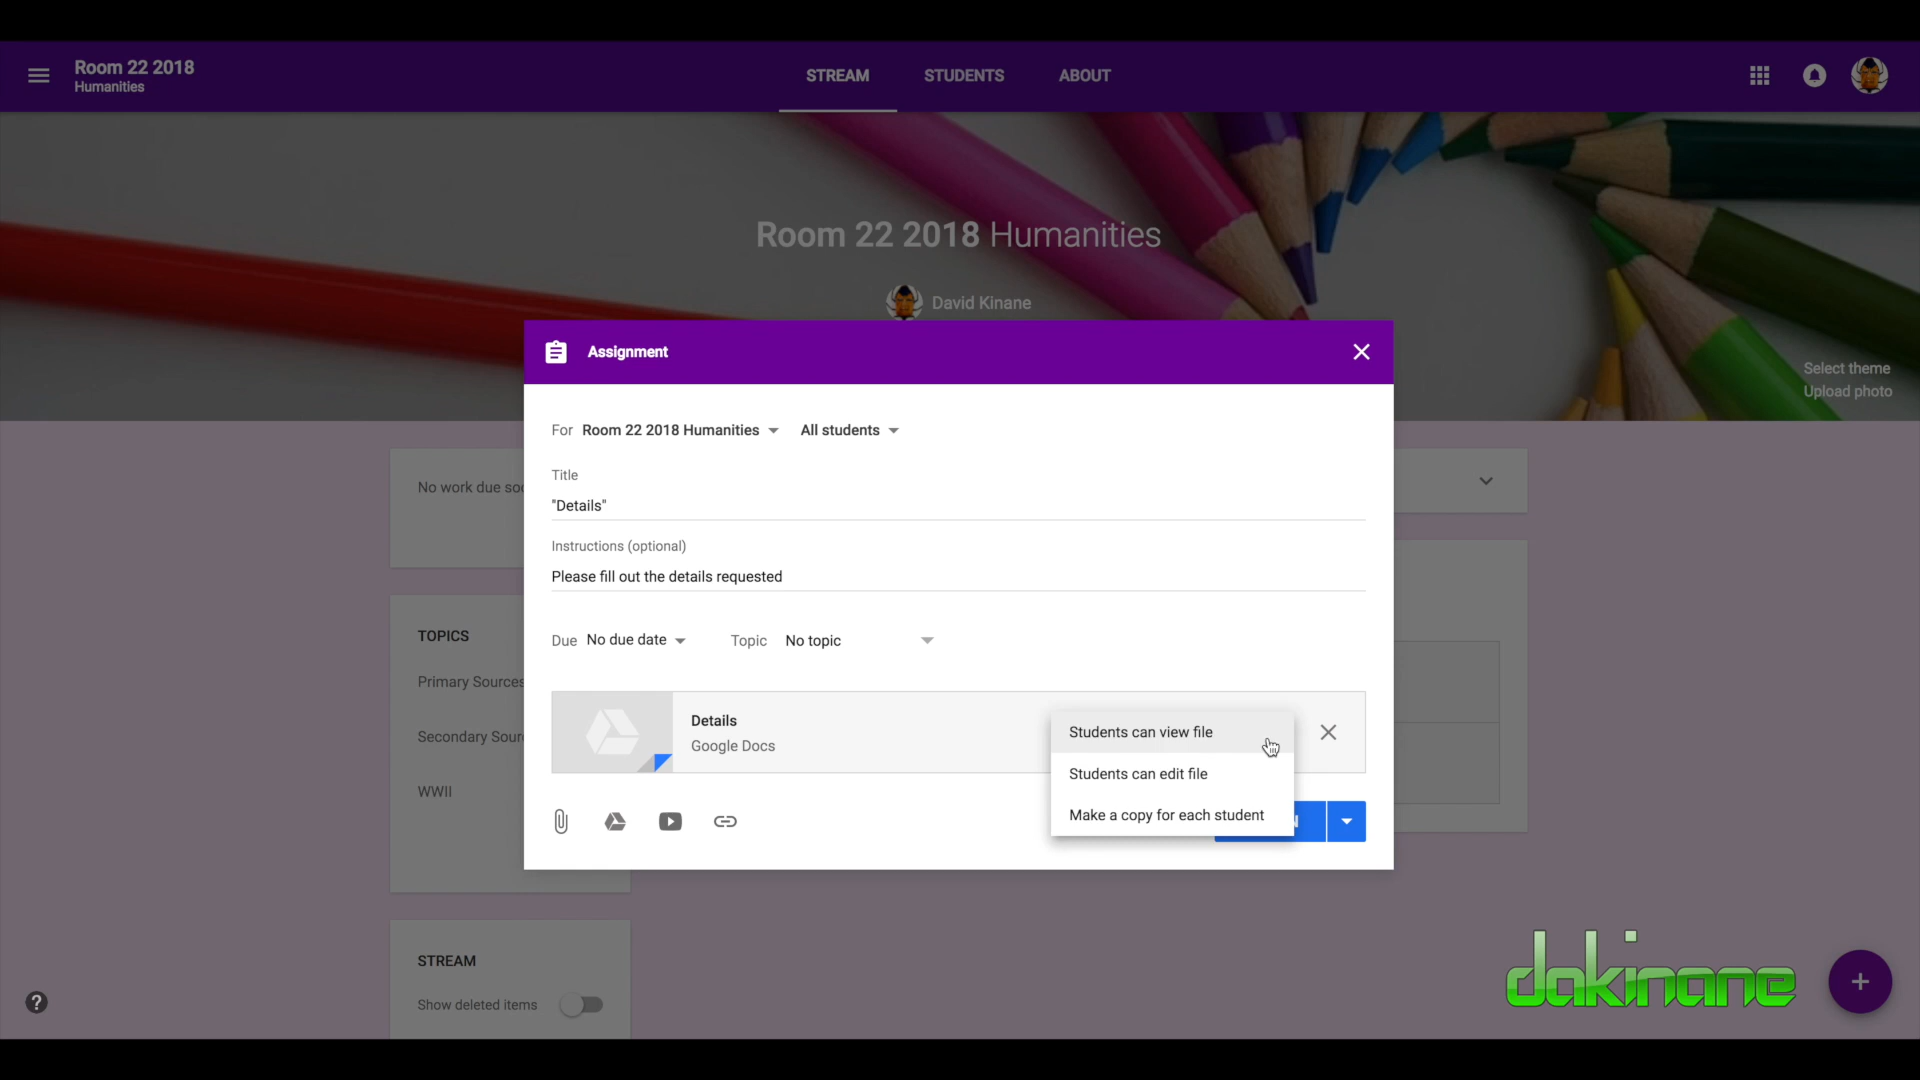 Room 22 2018
Humanities
STREAM
STUDENTS
ABOUT
Room 22 2018 Humanities
David Kinane
Select theme
Upload photo
Assignment
For Room 22 2018 Humanities All students
Title
"Details"
Instructions (optional)
Please fill out the details requested
Due No due date
Topic No topic
Details
Google Docs
Students can view file
Students can edit file
Make a copy for each student
No work due
TOPICS
Primary Sources
Secondary
WWII
STREAM
Show deleted items
dakinane